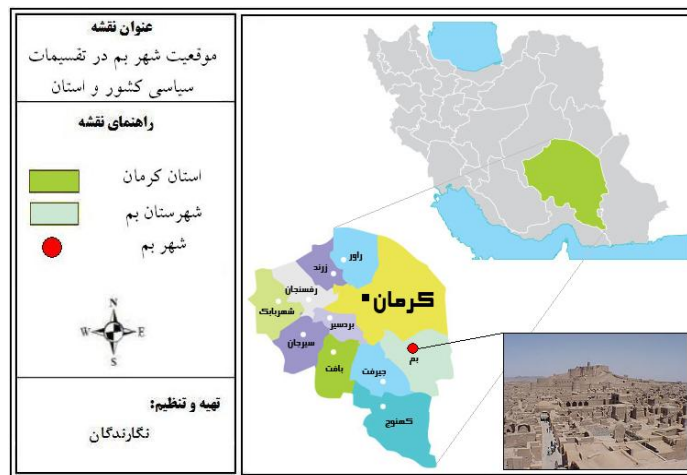 عنوان نقشه
موقعیت شهر بم در تقسیمات
سیاسی کشور و استان
راهنمای نقشه
استان کرمان
شهرستان بم
شهر بم
N
W E
S
تهیه و تنظیم:
نگارندگان
راور
زرند
رفسنجان
کرمان
شهربابک
بردسیر
سیرجان
بم
بافت
جیرفت
کهنوج